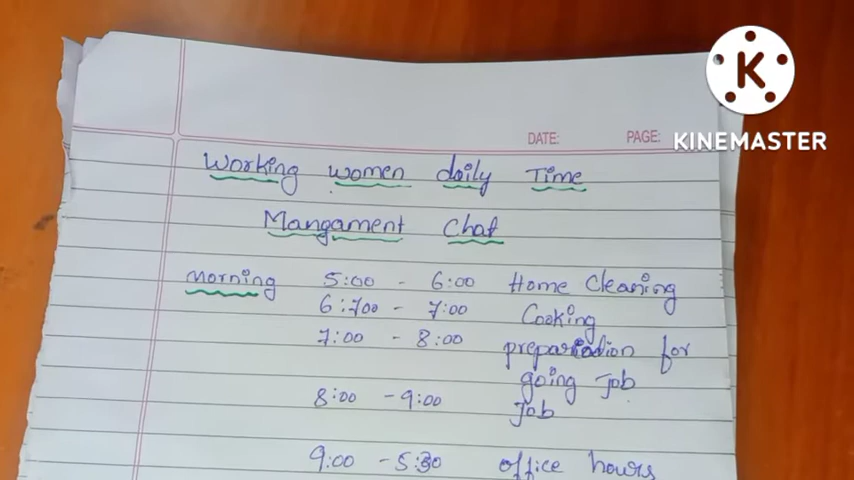 K
KINEMASTER
DATE: PAGE:
Working women daily Time
Mangament Chat
Morning 5:00 - 6:00 Home Cleaning
6:700 - 7:00 Cooking
7:00 - 8:00 preparation for
going Job
8:00 - 9:00 Job
9:00 - 5:30 office hours